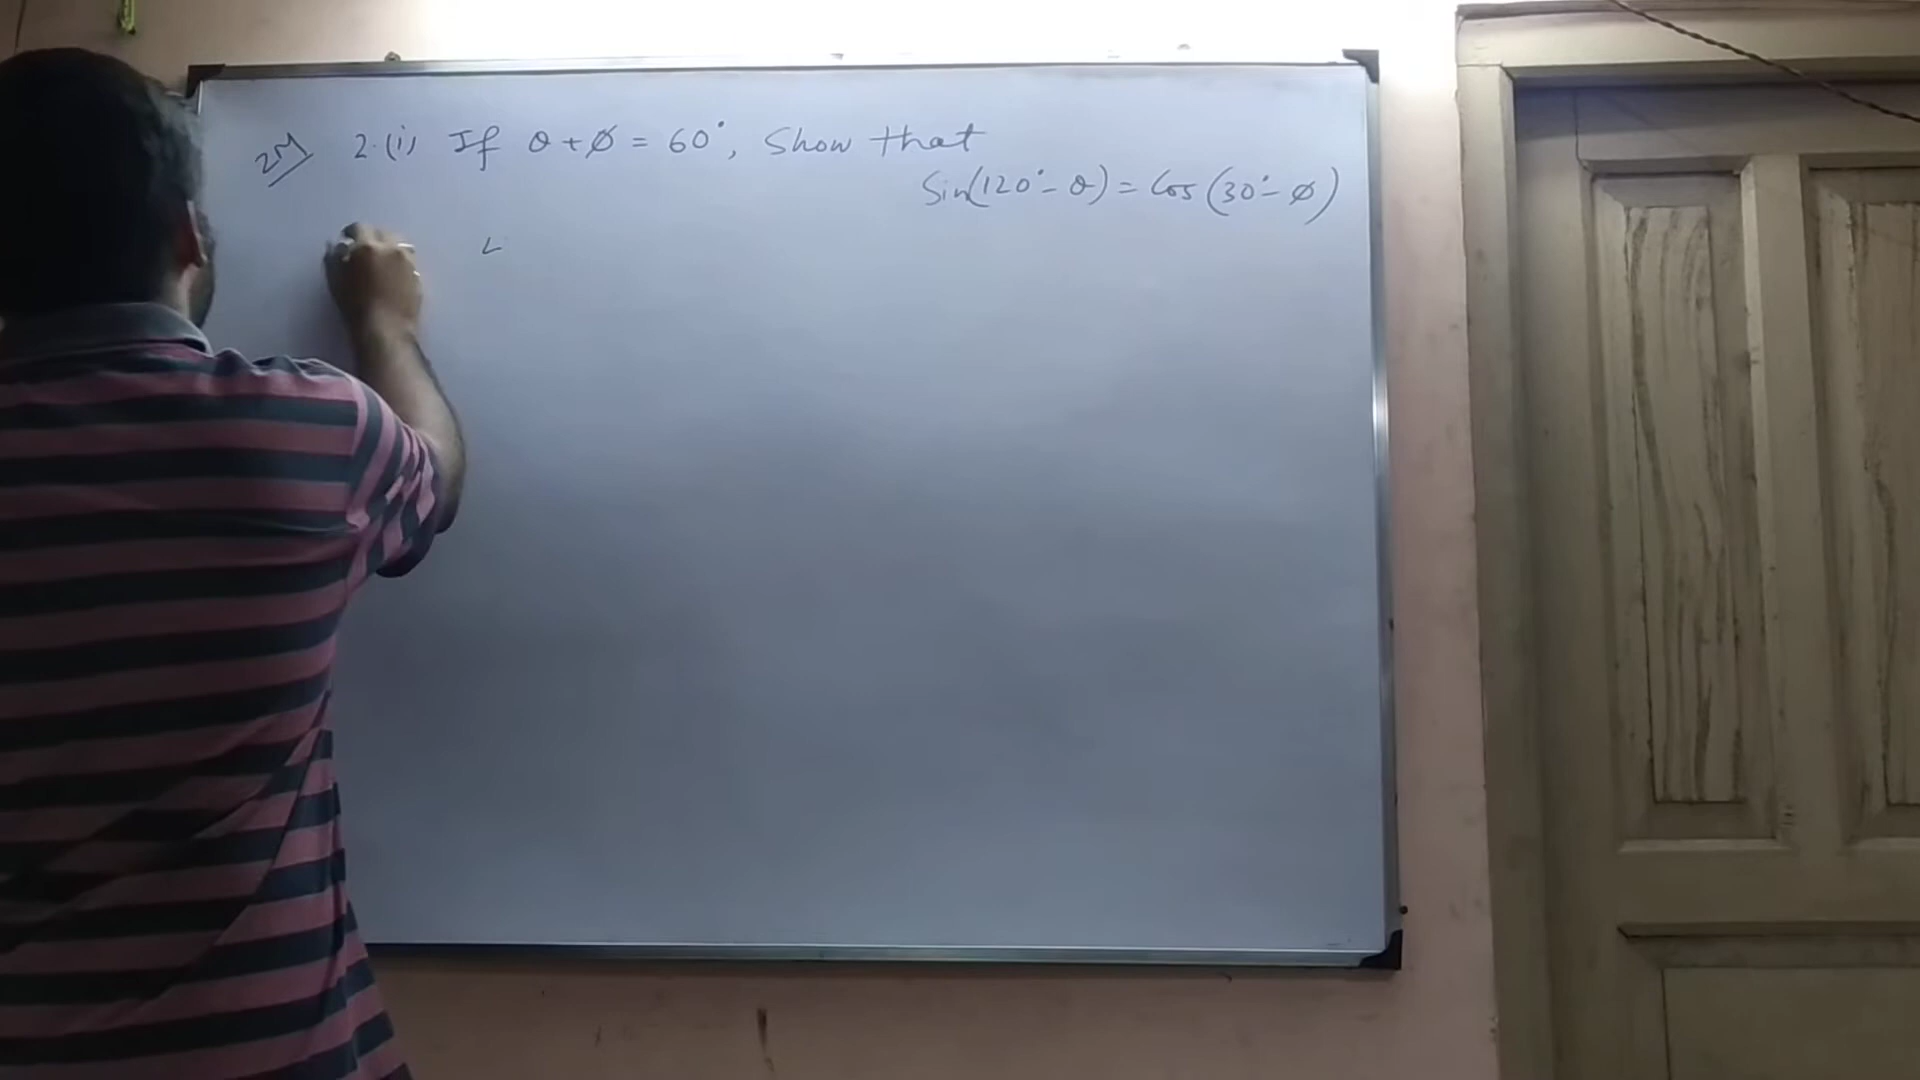 2M 2.(i) If θ + ø = 60°, Show that
Sin(120° - θ) = Cos(30° - ø)
L